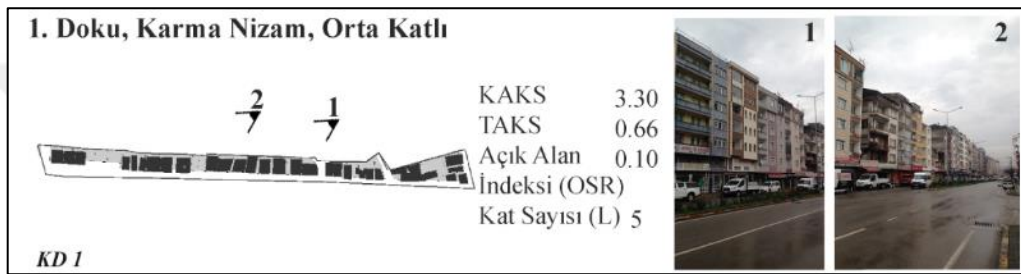 1. Doku, Karma Nizam, Orta Katlı
2
1
KAKS 3.30
TAKS 0.66
Açık Alan 0.10
İndeksi (OSR)
Kat Sayısı (L) 5
KD 1
1
2